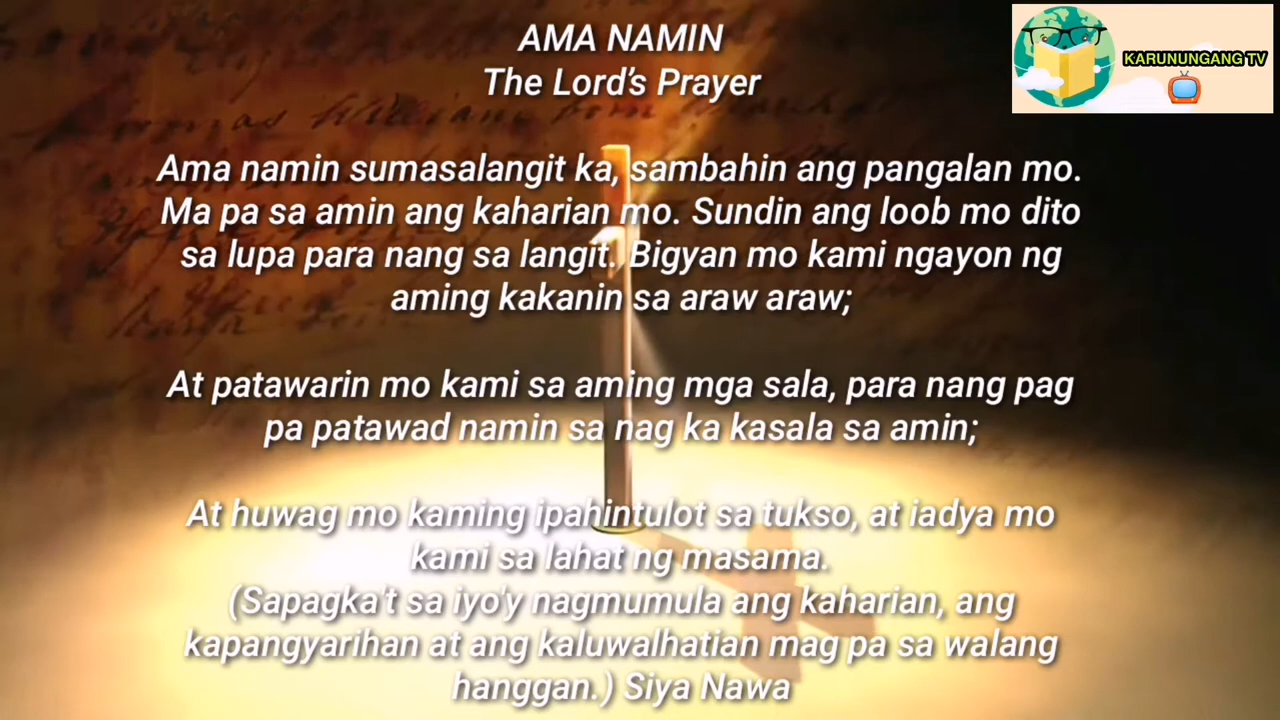 AMA NAMIN
The Lord's Prayer
KARUNUNGANG TV
Ama namin sumasalangit ka, sambahin ang pangalan mo.
Ma pa sa amin ang kaharian mo. Sundin ang loob mo dito
sa lupa para nang sa langit. Bigyan mo kami ngayon ng
aming kakanin sa araw araw;
At patawarin mo kami sa aming mga sala, para nang pag
pa patawad namin sa nag ka kasala sa amin;
At huwag mo kaming ipahintulot sa tukso, at iadya mo
kami sa lahat ng masama.
(Sapagka't sa iyo'y nagmumula ang kaharian, ang
kapangyarihan at ang kaluwalhatian mag pa sa walang
hanggan.) Siya Nawa